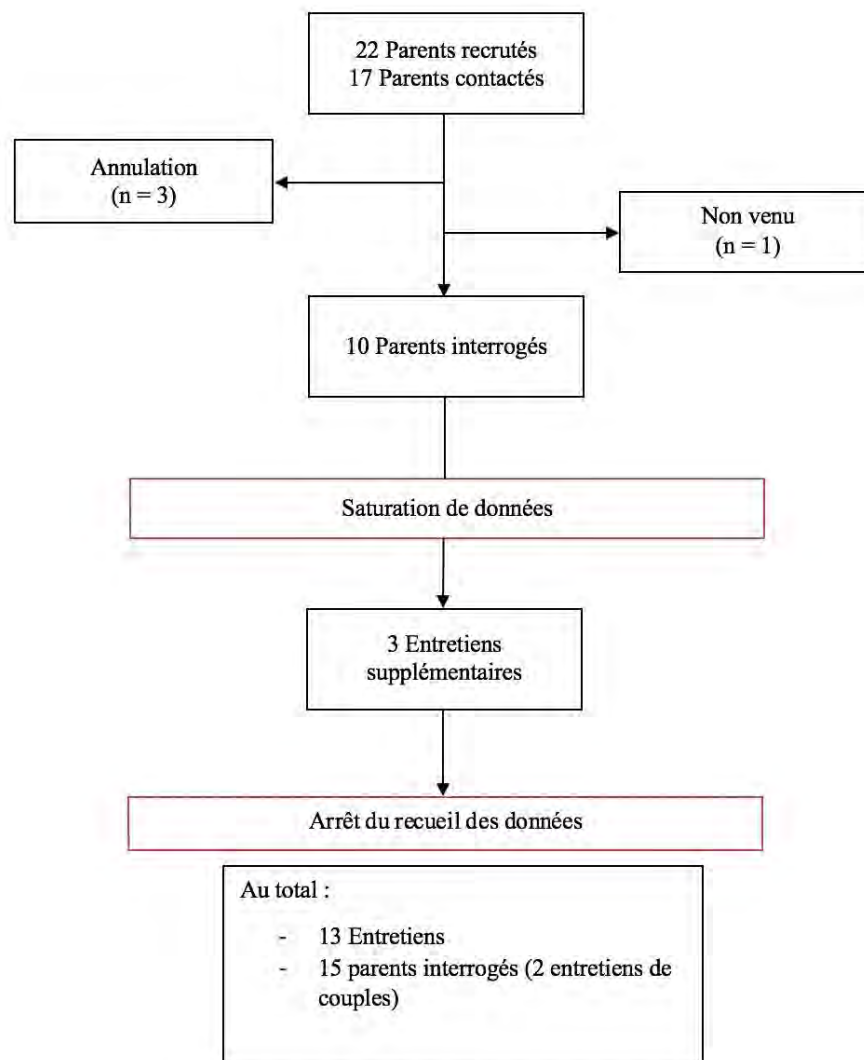 22 Parents recrutés
17 Parents contactés
Annulation
(n = 3)
Non venu
(n = 1)
10 Parents interrogés
Saturation de données
3 Entretiens
supplémentaires
Arrêt du recueil des données
Au total :
- 13 Entretiens
- 15 parents interrogés (2 entretiens de
couples)